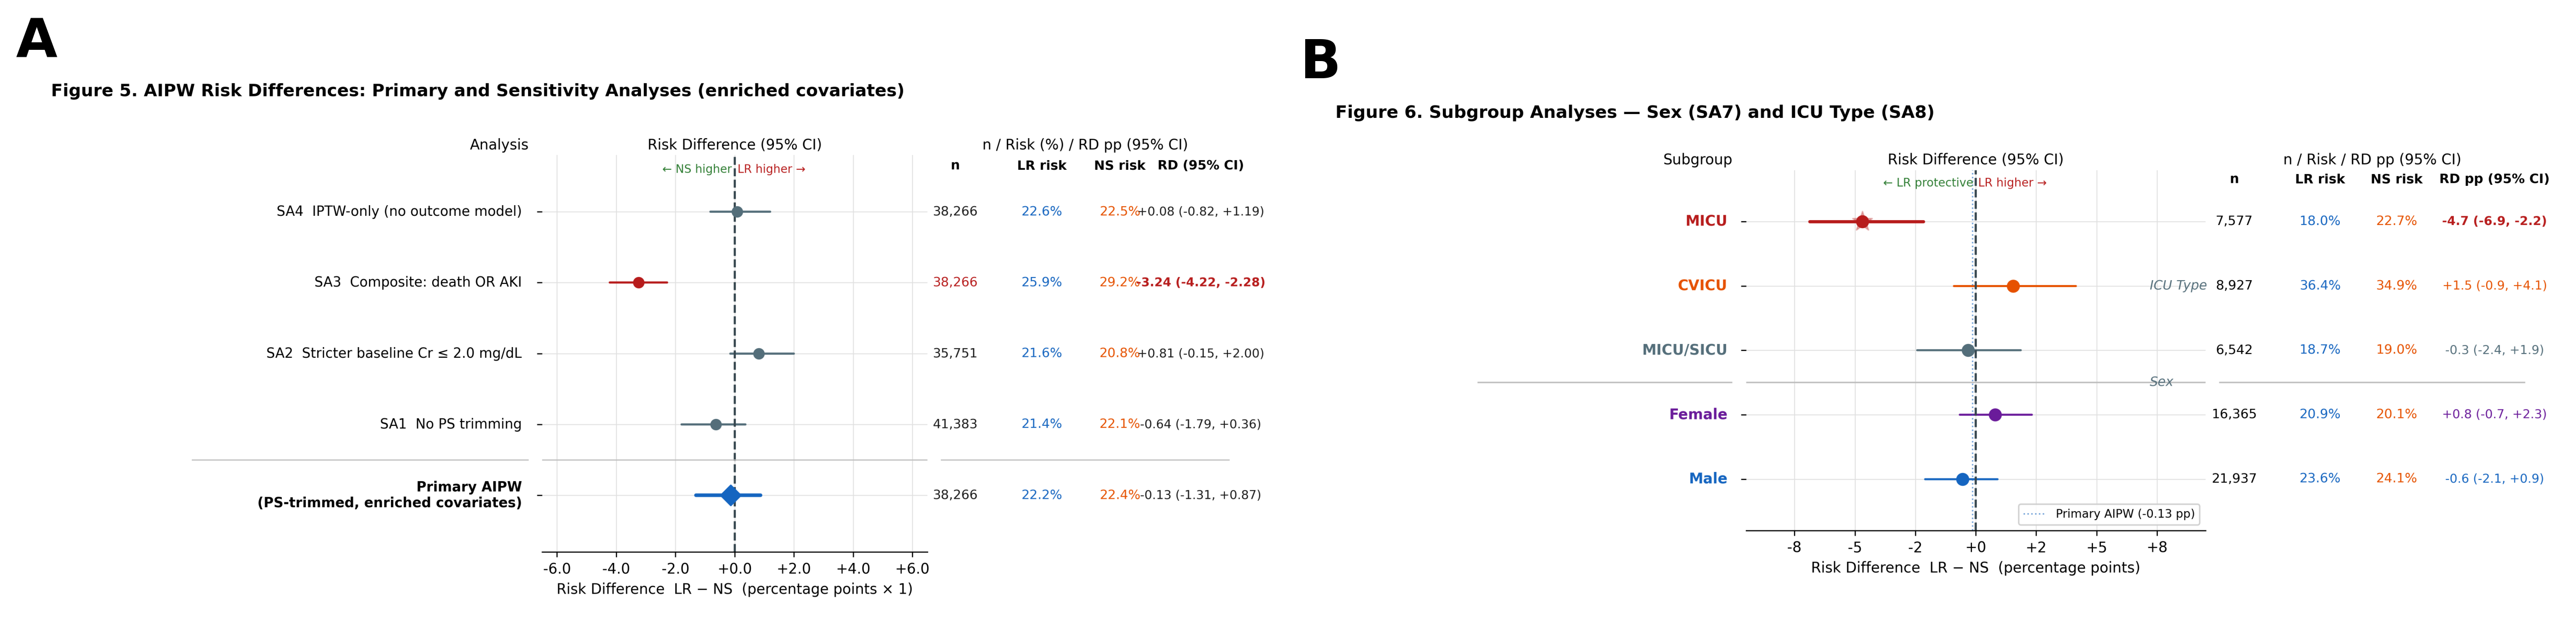 A
Figure 5. AIPW Risk Differences: Primary and Sensitivity Analyses (enriched covariates)
Analysis
Risk Difference (95% CI)
n / Risk (%) / RD pp (95% CI)
← NS higher
LR higher →
n LR risk NS risk RD (95% CI)
SA4 IPTW-only (no outcome model) 38,266 22.6% 22.5% +0.08 (-0.82, +1.19)
SA3 Composite: death OR AKI 38,266 25.9% 29.2% -3.24 (-4.22, -2.28)
SA2 Stricter baseline Cr ≤ 2.0 mg/dL 35,751 21.6% 20.8% +0.81 (-0.15, +2.00)
SA1 No PS trimming 41,383 21.4% 22.1% -0.64 (-1.79, +0.36)
Primary AIPW
(PS-trimmed, enriched covariates) 38,266 22.2% 22.4% -0.13 (-1.31, +0.87)
-6.0 -4.0 -2.0 +0.0 +2.0 +4.0 +6.0
Risk Difference LR − NS (percentage points × 1)
B
Figure 6. Subgroup Analyses — Sex (SA7) and ICU Type (SA8)
Subgroup
Risk Difference (95% CI)
n / Risk / RD pp (95% CI)
← LR protective
LR higher →
n LR risk NS risk RD pp (95% CI)
MICU 7,577 18.0% 22.7% -4.7 (-6.9, -2.2)
CVICU ICU Type 8,927 36.4% 34.9% +1.5 (-0.9, +4.1)
MICU/SICU 6,542 18.7% 19.0% -0.3 (-2.4, +1.9)
Sex
Female 16,365 20.9% 20.1% +0.8 (-0.7, +2.3)
Male 21,937 23.6% 24.1% -0.6 (-2.1, +0.9)
Primary AIPW (-0.13 pp)
-8 -5 -2 +0 +2 +5 +8
Risk Difference LR − NS (percentage points)